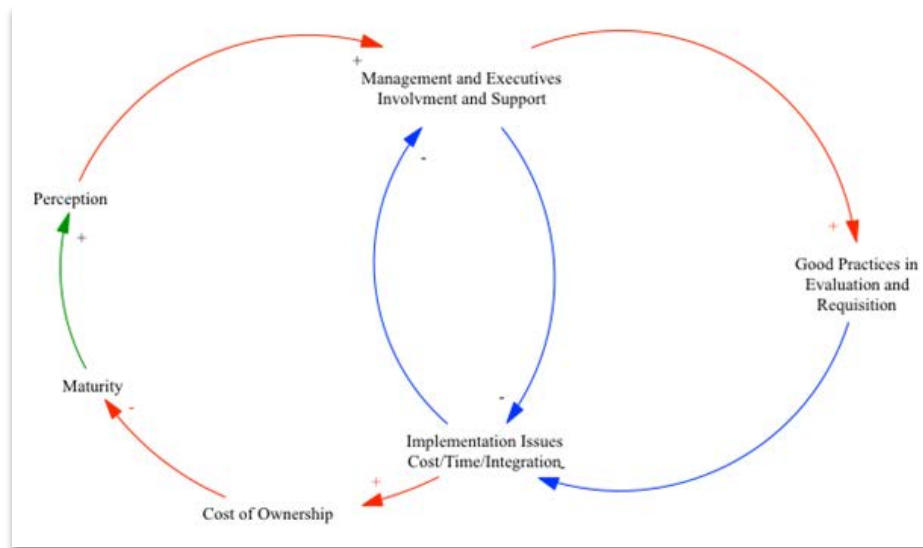 +
Management and Executives
Involvment and Support
-
Perception
+
+
Good Practices in
Evaluation and
Requisition
Maturity
-
-
Implementation Issues
Cost/Time/Integration-
+
Cost of Ownership